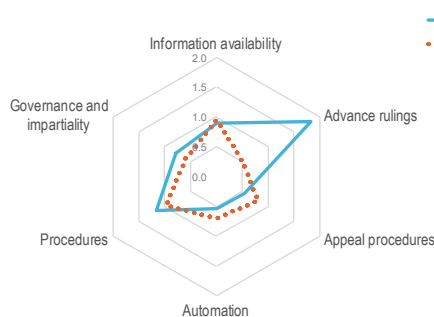 Information availability
2.0
1.5
1.0
0.5
0.0
Governance and
impartiality
Advance rulings
Procedures
Appeal procedures
Automation